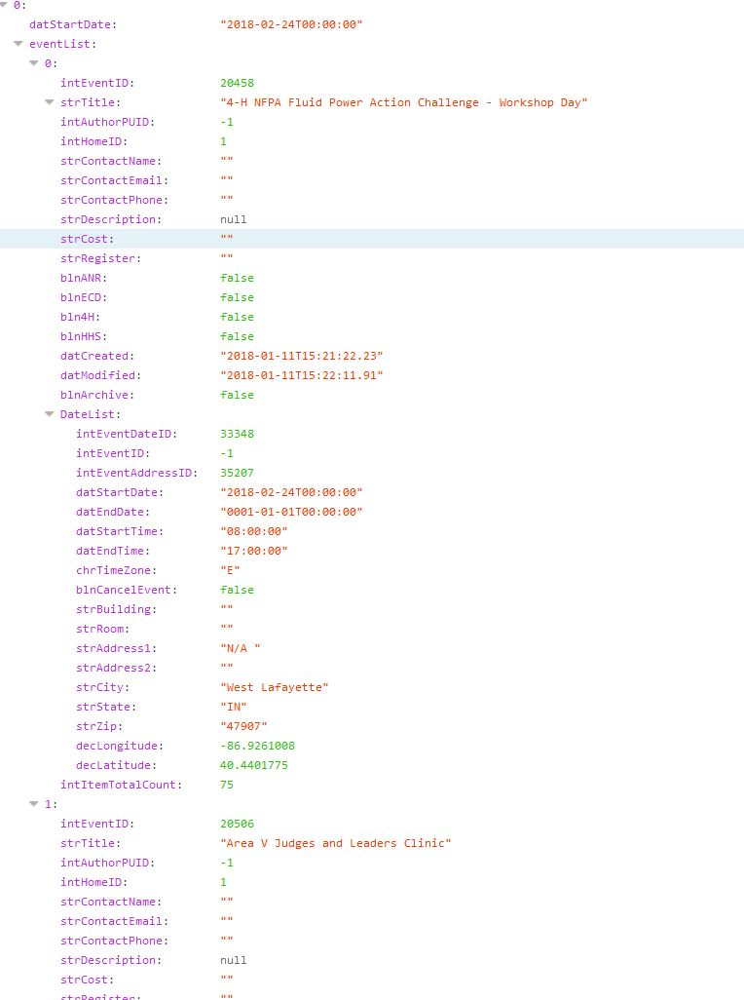 0:
datStartDate: "2018-02-24T00:00:00"
eventList:
0:
intEventID: 20458
strTitle: "4-H NFPA Fluid Power Action Challenge - Workshop Day"
intAuthorPUID: -1
intHomeID: 1
strContactName: ""
strContactEmail: ""
strContactPhone: ""
strDescription: null
strCost: ""
strRegister: ""
blnANR: false
blnECD: false
bln4H: false
blnHHS: false
datCreated: "2018-01-11T15:21:22.23"
datModified: "2018-01-11T15:22:11.91"
blnArchive: false
DateList:
intEventDateID: 33348
intEventID: -1
intEventAddressID: 35207
datStartDate: "2018-02-24T00:00:00"
datEndDate: "0001-01-01T00:00:00"
datStartTime: "08:00:00"
datEndTime: "17:00:00"
chrTimeZone: "E"
blnCancelEvent: false
strBuilding: ""
strRoom: ""
strAddress1: "N/A "
strAddress2: ""
strCity: "West Lafayette"
strState: "IN"
strZip: "47907"
decLongitude: -86.9261008
decLatitude: 40.4401775
intItemTotalCount: 75
1:
intEventID: 20506
strTitle: "Area V Judges and Leaders Clinic"
intAuthorPUID: -1
intHomeID: 1
strContactName: ""
strContactEmail: ""
strContactPhone: ""
strDescription: null
strCost: ""
strRegister: ""